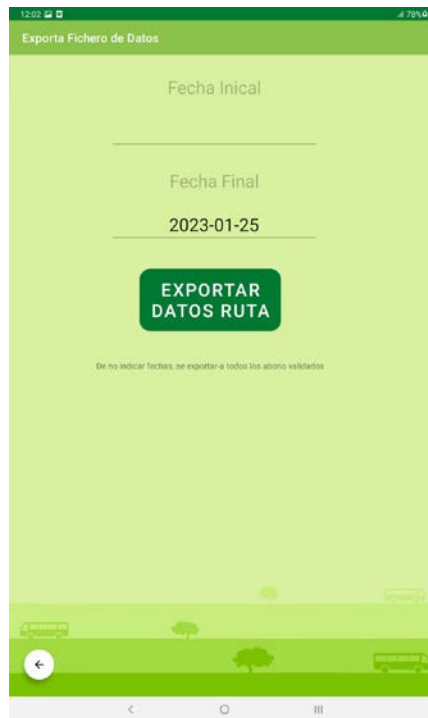 12:02
78%
Exporta Fichero de Datos
Fecha Inical
Fecha Final
2023-01-25
EXPORTAR
DATOS RUTA
De no indicar fechas, se exportar-a todos los abono validados